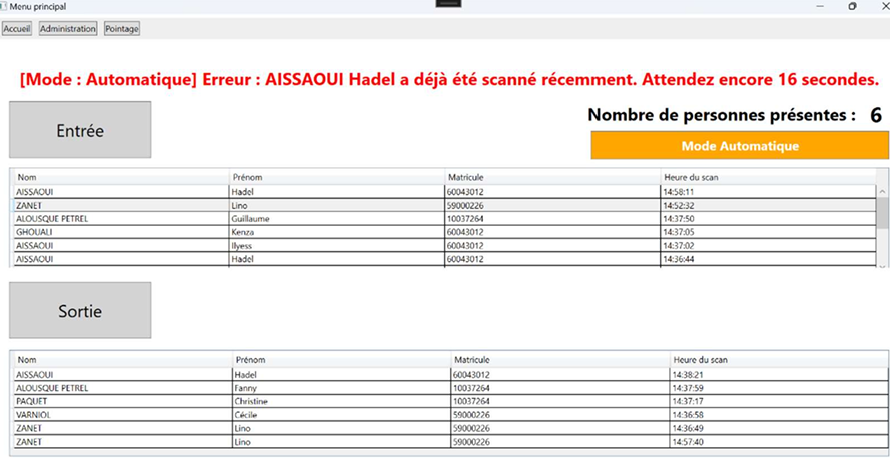 Menu principal
Accueil Administration Pointage
[Mode : Automatique] Erreur : AISSAOUI Hadel a déjà été scanné récemment. Attendez encore 16 secondes.
Entrée
Nombre de personnes présentes : 6
Mode Automatique
Nom Prénom Matricule Heure du scan
AISSAOUI Hadel 60043012 14:58:11
ZANET Lino 59000226 14:52:32
ALOUSQUE PETREL Guillaume 10037264 14:37:50
GHOUALI Kenza 60043012 14:37:05
AISSAOUI Ilyess 60043012 14:37:02
AISSAOUI Hadel 60043012 14:36:44
Sortie
Nom Prénom Matricule Heure du scan
AISSAOUI Hadel 60043012 14:38:21
ALOUSQUE PETREL Fanny 10037264 14:37:59
PAQUET Christine 10037264 14:37:17
VARNIOL Cécile 59000226 14:36:58
ZANET Lino 59000226 14:36:49
ZANET Lino 59000226 14:57:40